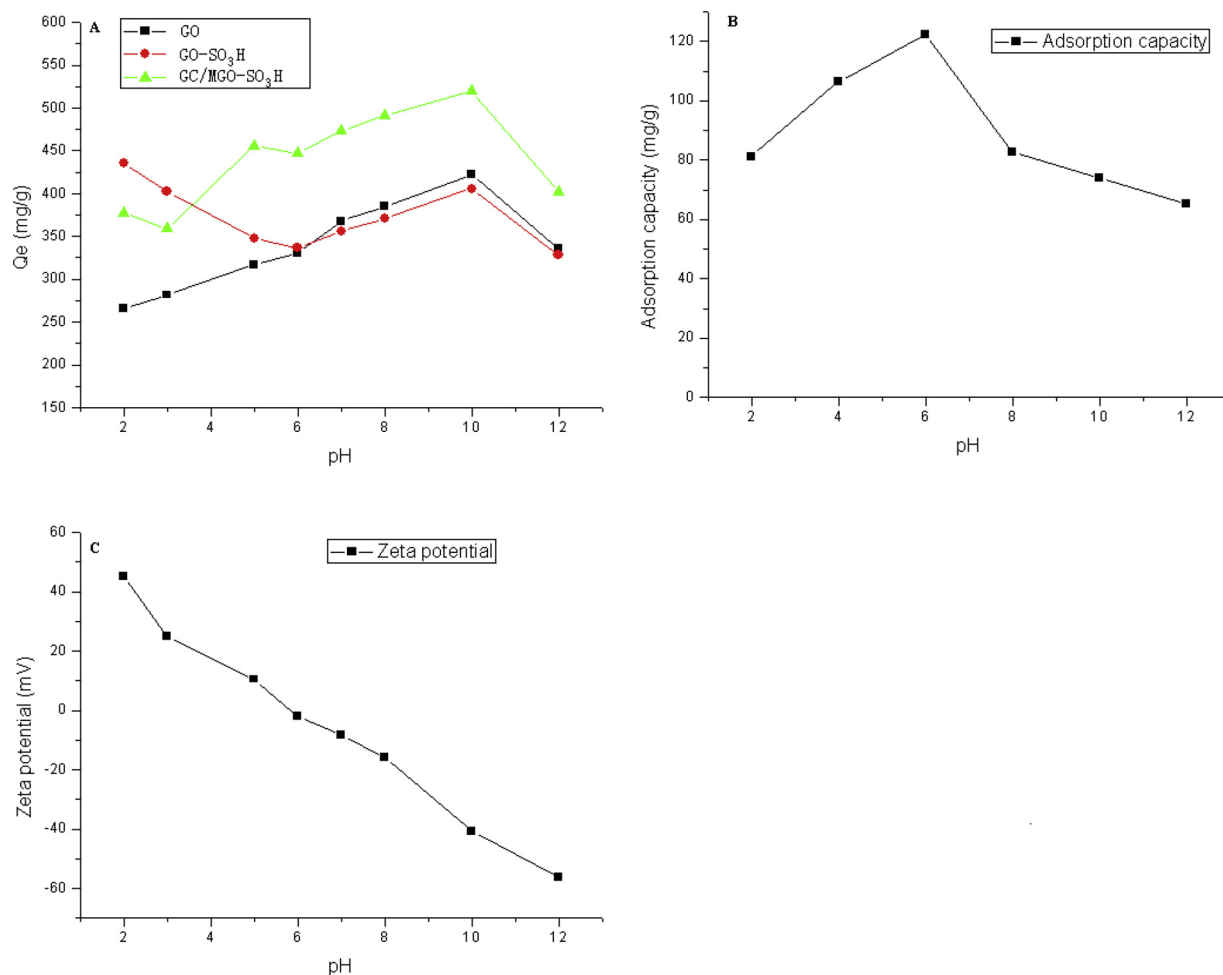 A
GO
GO-SO3H
GC/MGO-SO3H
600
550
500
450
400
350
300
250
200
150
Qe (mg/g)
2 4 6 8 10 12
pH
B
Adsorption capacity
120
100
80
60
40
20
0
Adsorption capacity (mg/g)
2 4 6 8 10 12
pH
C
Zeta potential
60
40
20
0
-20
-40
-60
Zeta potential (mV)
2 4 6 8 10 12
pH